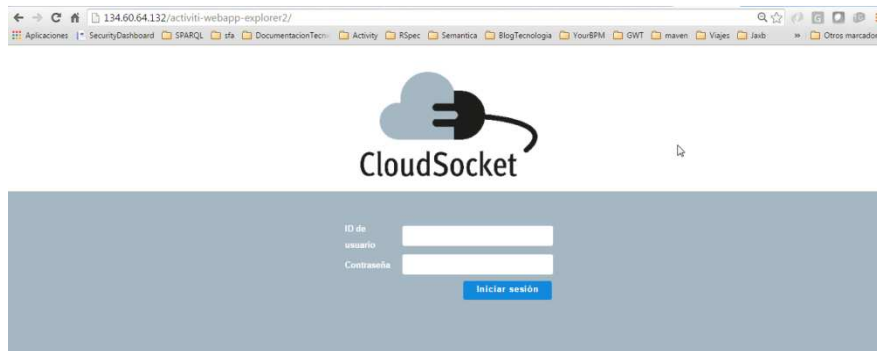 134.60.64.132/activiti-webapp-explorer2/
Aplicaciones SecurityDashboard SPARQL sfa DocumentacionTecn Activity RSpec Semantica BlogTecnologia YourBPM GWT maven Viajes Jaxb » Otros marcador
CloudSocket
ID de
usuario
Contraseña
Iniciar sesión